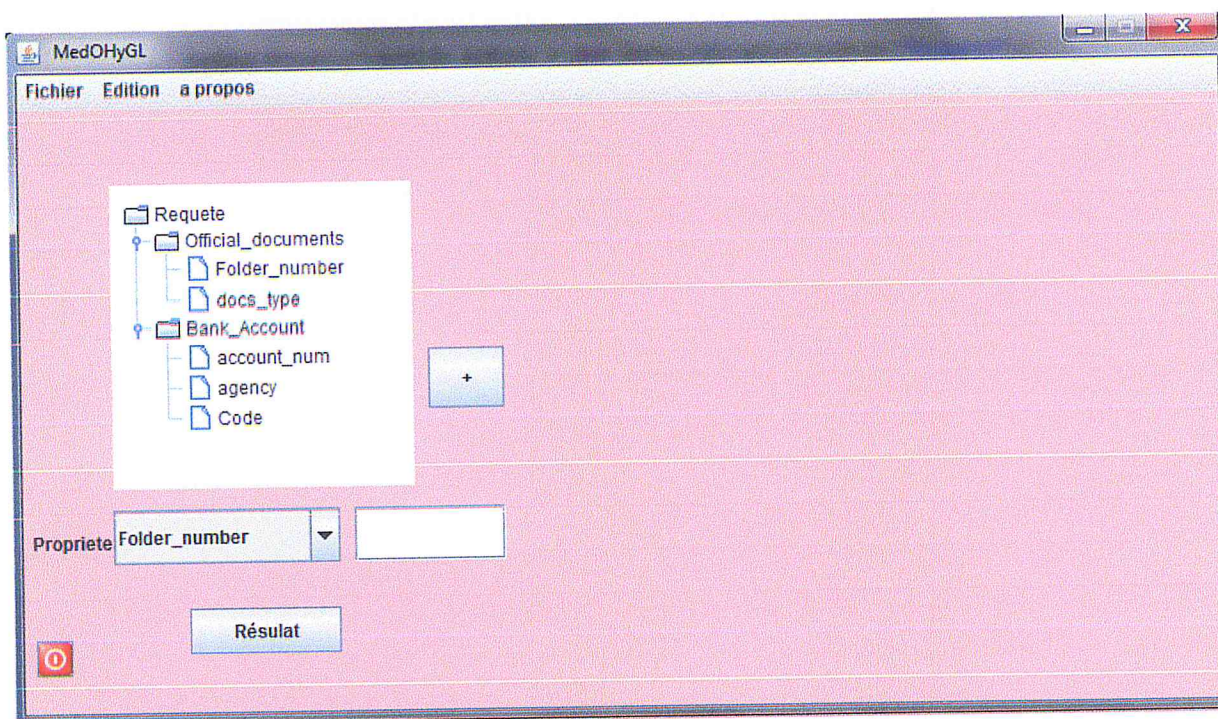 MedOHyGL
Fichier Edition a propos
Requete
Official_documents
Folder_number
docs_type
Bank_Account
account_num
agency
Code
+
Propriete Folder_number
Résulat